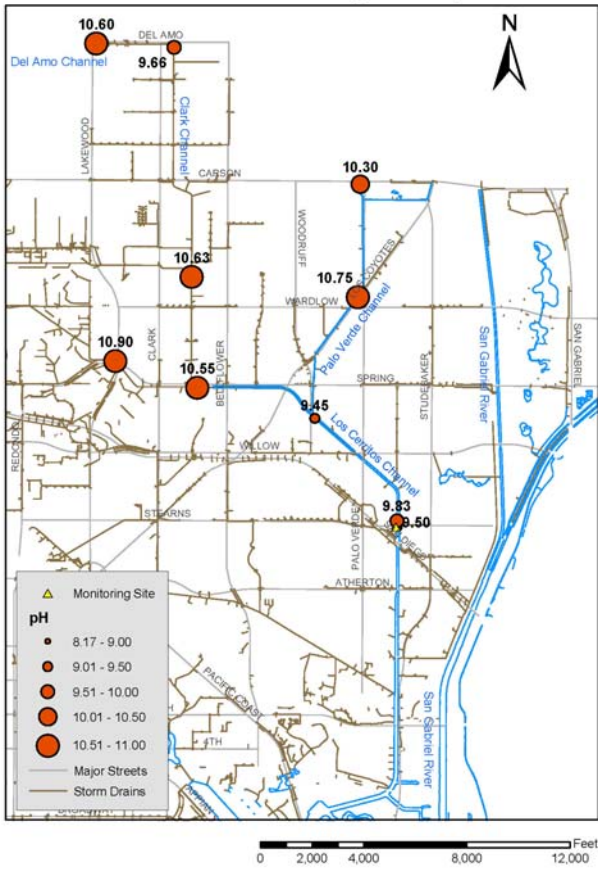 10.60
DEL AMO
Del Amo Channel
9.66
N
LAKEWOOD
Clark Channel
CARSON
10.30
WOODRUFF
10.63
10.75
COYOTES
WARDLOW
Palo Verde Channel
San Gabriel River
SAN GABRIEL
10.90
CLARK
10.55
BELLFLOWER
SPRING
STUDEBAKER
9.45
Los Cerritos Channel
REDONDO
WILLOW
9.83
9.50
STEARNS
PALO VERDE
SAN DIEGO
ATHERTON
PACIFIC COAST
San Gabriel River
4TH
APPIAN
Monitoring Site
pH
8.17 - 9.00
9.01 - 9.50
9.51 - 10.00
10.01 - 10.50
10.51 - 11.00
Major Streets
Storm Drains
Feet
0 2,000 4,000 8,000 12,000